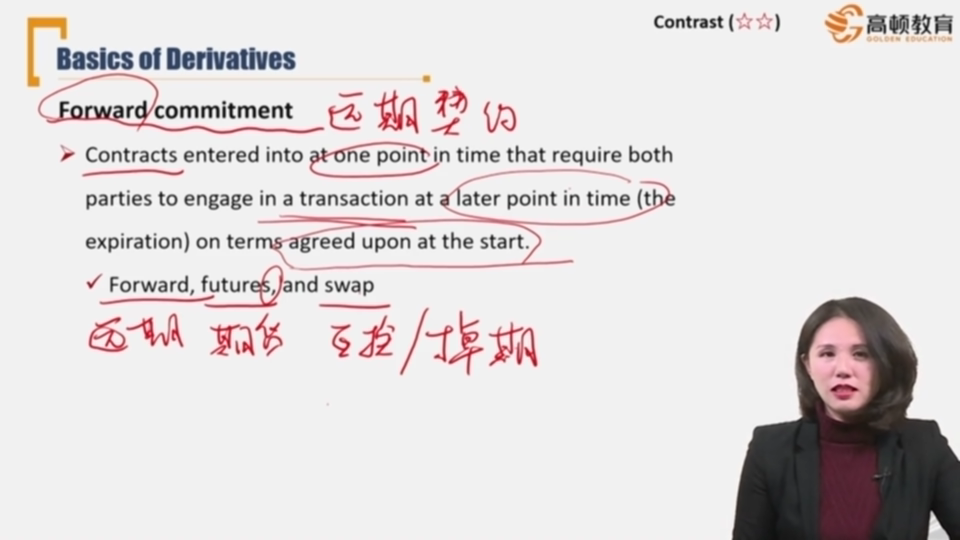 Contrast (☆☆)
高顿教育
GOLDEN EDUCATION
Basics of Derivatives
Forward commitment 远期契约
➤ Contracts entered into at one point in time that require both
parties to engage in a transaction at a later point in time (the
expiration) on terms agreed upon at the start.
✓ Forward, futures, and swap
远期 期货 互换/掉期